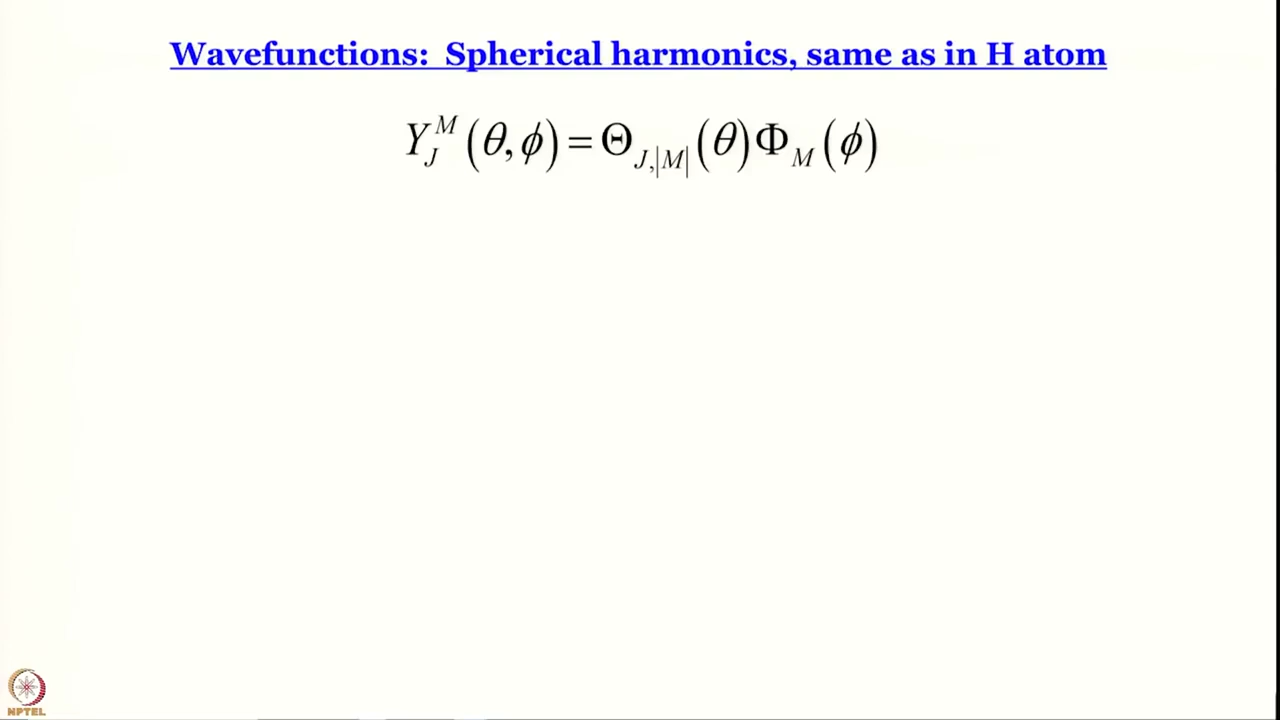 Wavefunctions: Spherical harmonics, same as in H atom
Y_J^M(θ,ϕ) = Θ_{J,|M|}(θ)Φ_M(ϕ)
NPTEL